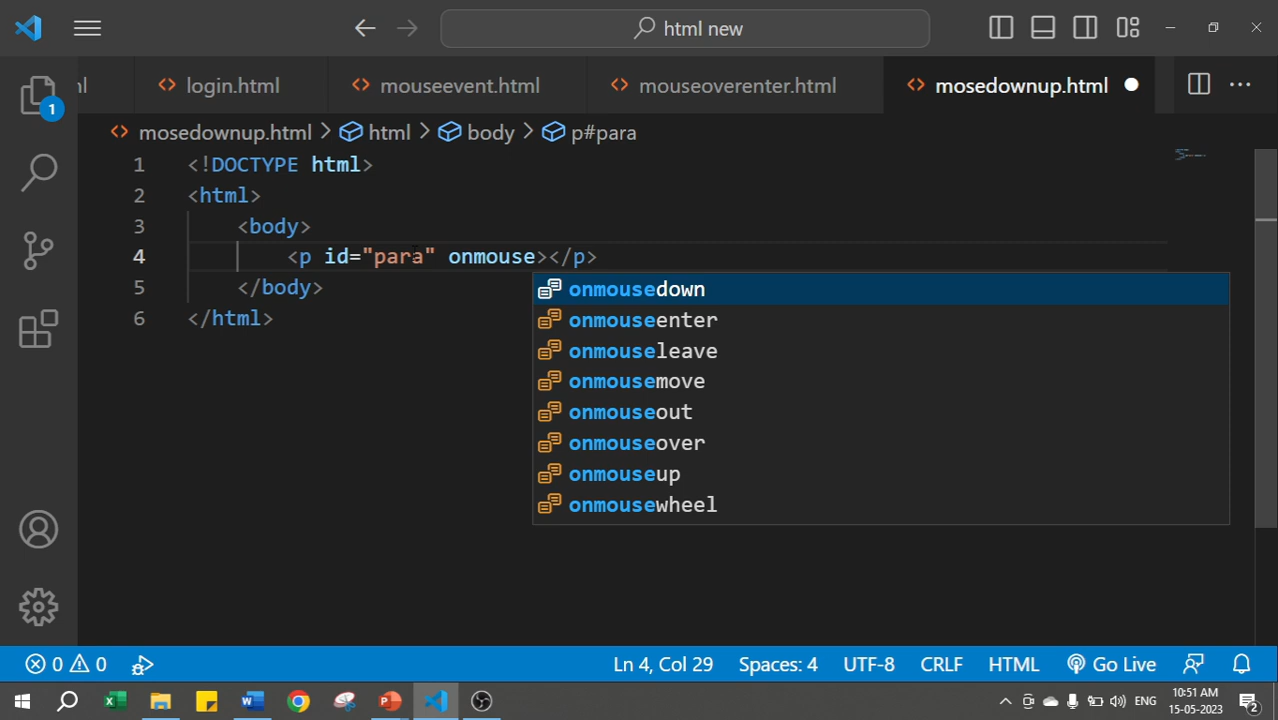 html new
ml login.html mouseevent.html mouseoverenter.html mosedownup.html
1
mosedownup.html > html > body > p#para
1 <!DOCTYPE html>
2 <html>
3 <body>
4 <p id="para" onmouse></p>
5 </body>
6 </html>
onmousedown
onmouseenter
onmouseleave
onmousemove
onmouseout
onmouseover
onmouseup
onmousewheel
0 0 Ln 4, Col 29 Spaces: 4 UTF-8 CRLF HTML Go Live
ENG 10:51 AM
15-05-2023 2